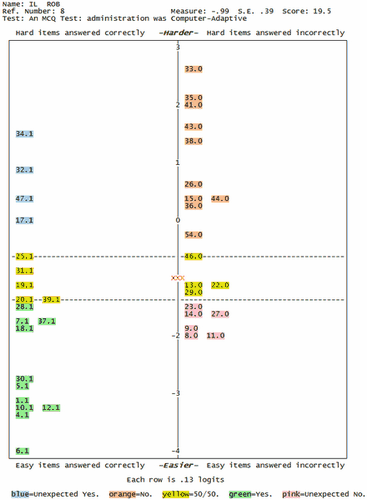 Name: IL ROB
Ref. Number: 8 Measure: -.99 S.E. .39 Score: 19.5
Test: An MCQ Test: administration was Computer-Adaptive
Hard items answered correctly -Harder- Hard items answered incorrectly
3
33.0
35.0
2 41.0
43.0
34.1
38.0
1
32.1
26.0
47.1 15.0 44.0
36.0
17.1 0
54.0
25.1 46.0
31.1
XXX
19.1 13.0 22.0
29.0
20.1 39.1
28.1 23.0
14.0 27.0
7.1 37.1
18.1 9.0
-2 8.0 11.0
30.1
5.1
-3
1.1
10.1 12.1
4.1
6.1 -4
Easy items answered correctly -Easier- Easy items answered incorrectly
Each row is .13 logits
blue=Unexpected Yes. orange=No. yellow=50/50. green=Yes. pink=Unexpected No.